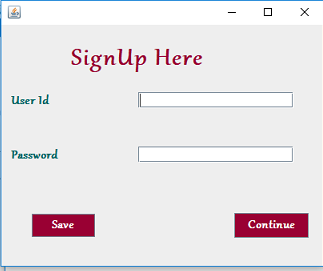 SignUp Here
User Id
Password
Save
Continue